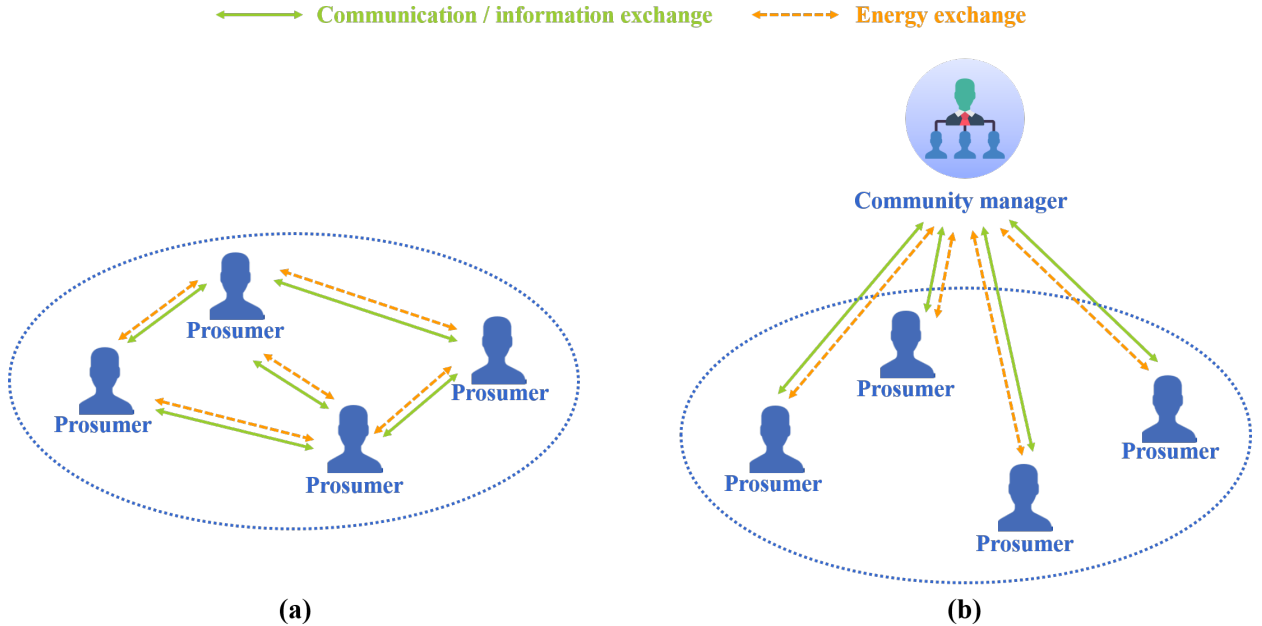 Communication / information exchange
Energy exchange
Community manager
Prosumer
Prosumer
Prosumer
Prosumer
Prosumer
Prosumer
Prosumer
Prosumer
(a)
(b)